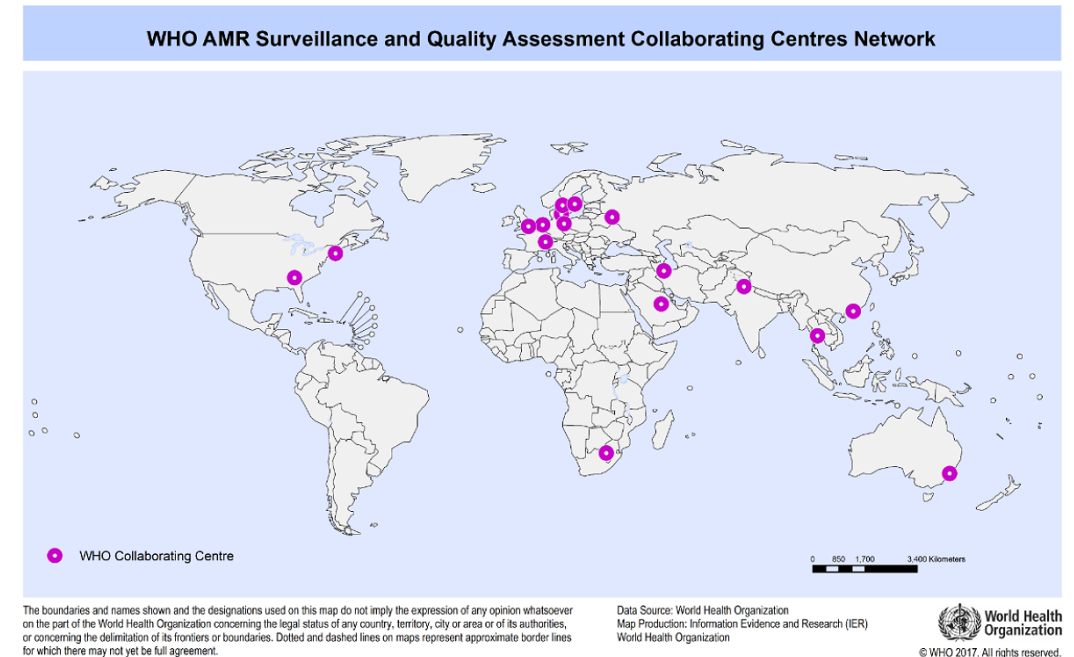 WHO AMR Surveillance and Quality Assessment Collaborating Centres Network
WHO Collaborating Centre
0 850 1,700 3,400 Kilometers
The boundaries and names shown and the designations used on this map do not imply the expression of any opinion whatsoever
on the part of the World Health Organization concerning the legal status of any country, territory, city or area or of its authorities,
or concerning the delimitation of its frontiers or boundaries. Dotted and dashed lines on maps represent approximate border lines
for which there may not yet be full agreement.
Data Source: World Health Organization
Map Production: Information Evidence and Research (IER)
World Health Organization
World Health
Organization
© WHO 2017. All rights reserved.